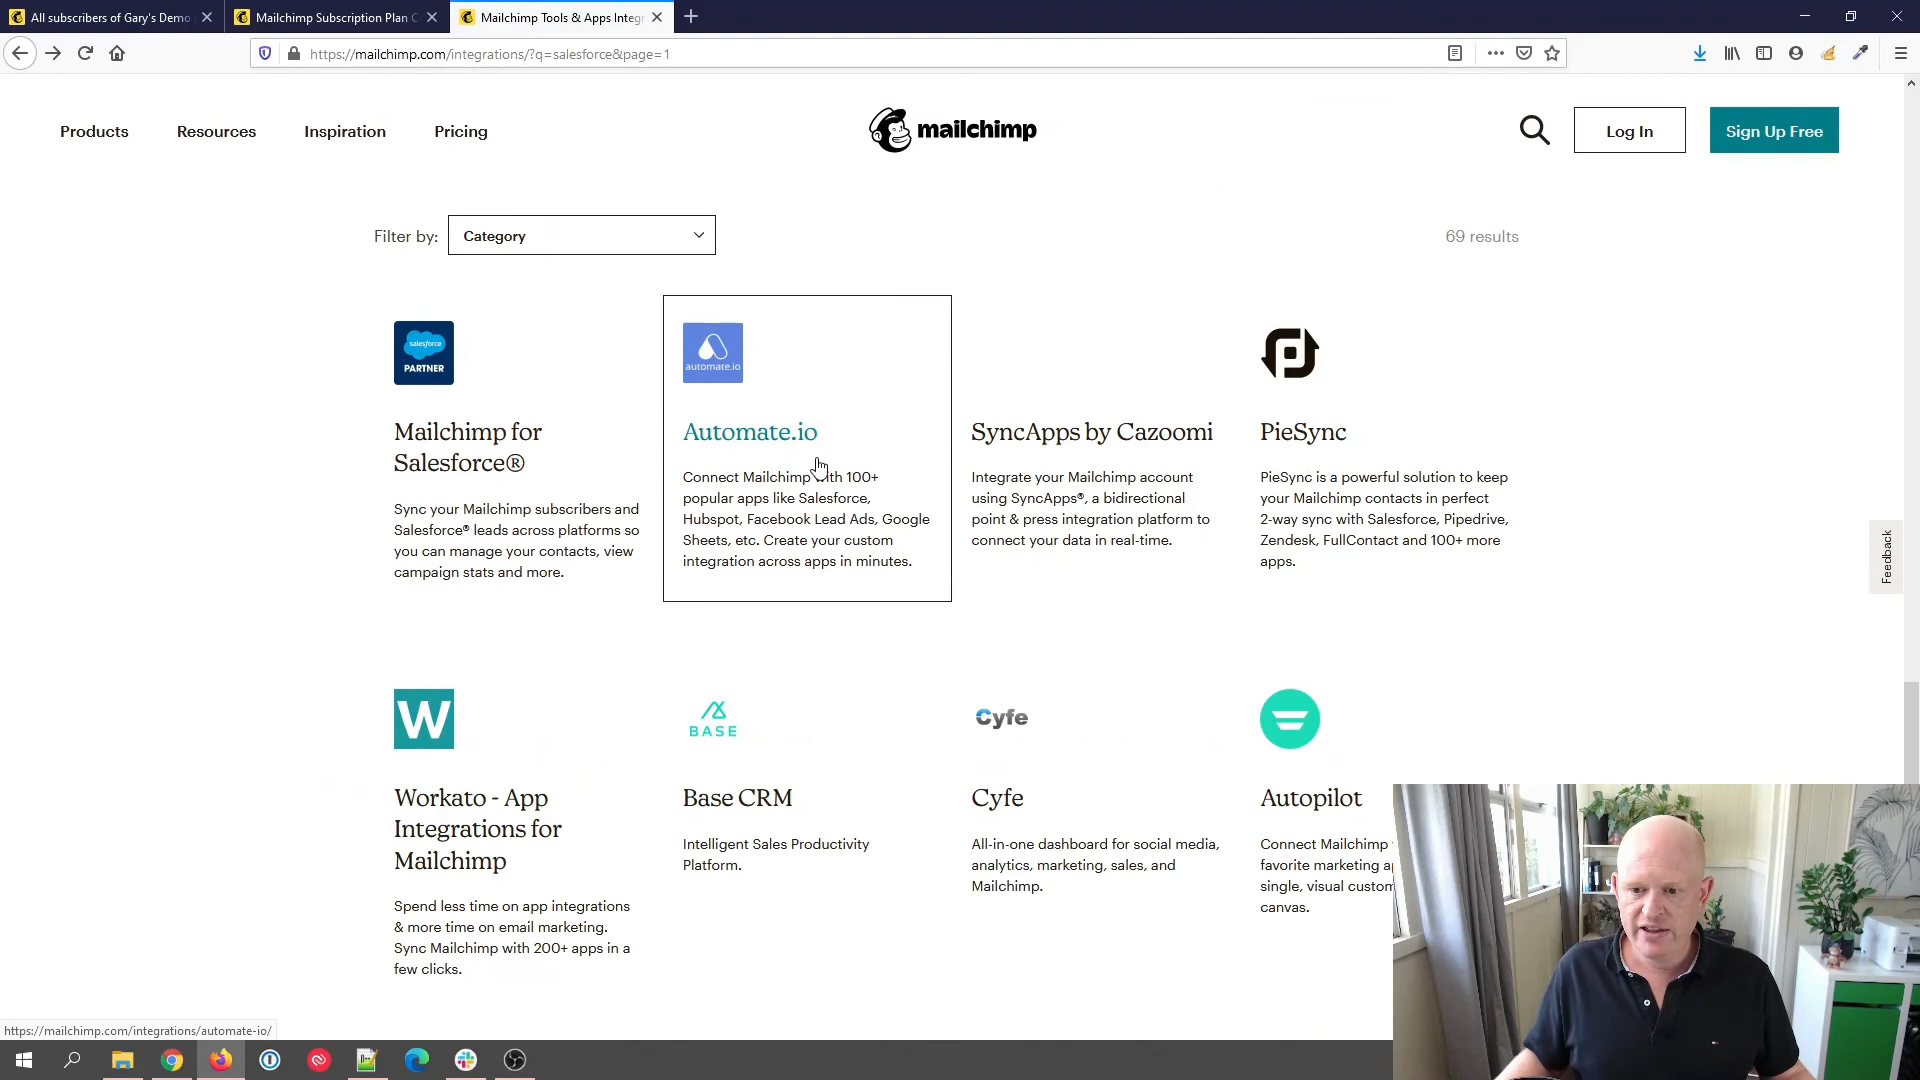 All subscribers of Gary's Demo
Mailchimp Subscription Plan C
Mailchimp Tools & Apps Integr
https://mailchimp.com/integrations/?q=salesforce&page=1
Products
Resources
Inspiration
Pricing
mailchimp
Log In
Sign Up Free
Filter by:
Category
69 results
salesforce
PARTNER
Mailchimp for
Salesforce®
Sync your Mailchimp subscribers and
Salesforce® leads across platforms so
you can manage your contacts, view
campaign stats and more.
automate.io
Automate.io
Connect Mailchimp with 100+
popular apps like Salesforce,
Hubspot, Facebook Lead Ads, Google
Sheets, etc. Create your custom
integration across apps in minutes.
SyncApps by Cazoomi
Integrate your Mailchimp account
using SyncApps®, a bidirectional
point & press integration platform to
connect your data in real-time.
PieSync
PieSync is a powerful solution to keep
your Mailchimp contacts in perfect
2-way sync with Salesforce, Pipedrive,
Zendesk, FullContact and 100+ more
apps.
Feedback
W
Workato - App
Integrations for
Mailchimp
Spend less time on app integrations
& more time on email marketing.
Sync Mailchimp with 200+ apps in a
few clicks.
BASE
Base CRM
Intelligent Sales Productivity
Platform.
Cyfe
Cyfe
All-in-one dashboard for social media,
analytics, marketing, sales, and
Mailchimp.
Autopilot
Connect Mailchimp
favorite marketing a
single, visual custom
canvas.
https://mailchimp.com/integrations/automate-io/